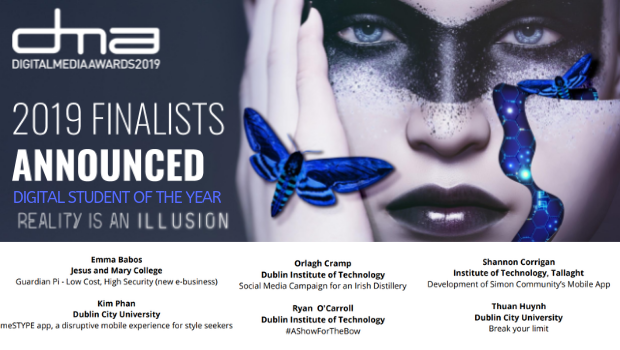 dma
DIGITALMEDIAAWARDS2019
2019 FINALISTS
ANNOUNCED
DIGITAL STUDENT OF THE YEAR
REALITY IS AN ILLUSION
Emma Babos
Jesus and Mary College
Guardian Pi - Low Cost, High Security (new e-business)
Kim Phan
Dublin City University
meSTYPE app, a disruptive mobile experience for style seekers
Orlagh Cramp
Dublin Institute of Technology
Social Media Campaign for an Irish Distillery
Ryan O'Carroll
Dublin Institute of Technology
#AShowForTheBow
Shannon Corrigan
Institute of Technology, Tallaght
Development of Simon Community's Mobile App
Thuan Huynh
Dublin City University
Break your limit